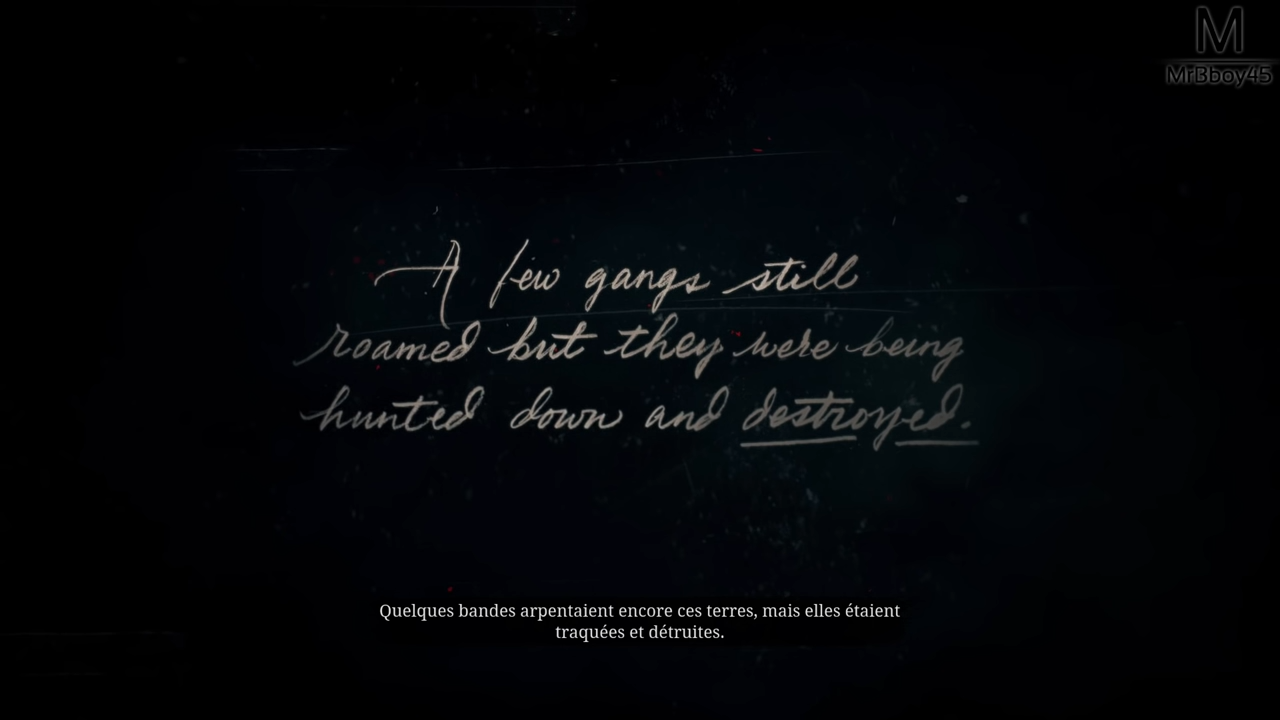 M
MrBboy45
A few gangs still
roamed but they were being
hunted down and destroyed.
Quelques bandes arpentaient encore ces terres, mais elles étaient
traquées et détruites.